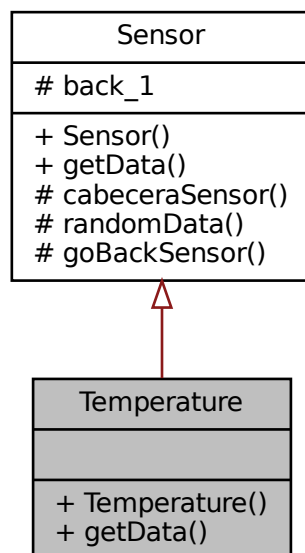 Sensor
# back_1
+ Sensor()
+ getData()
# cabeceraSensor()
# randomData()
# goBackSensor()
Temperature
+ Temperature()
+ getData()